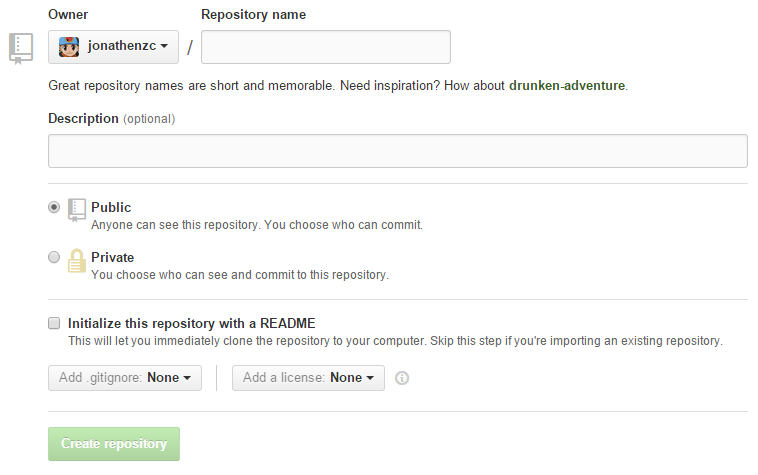 Owner Repository name
jonathenzc /
Great repository names are short and memorable. Need inspiration? How about drunken-adventure.
Description (optional)
Public
Anyone can see this repository. You choose who can commit.
Private
You choose who can see and commit to this repository.
Initialize this repository with a README
This will let you immediately clone the repository to your computer. Skip this step if you're importing an existing repository.
Add .gitignore: None Add a license: None
Create repository